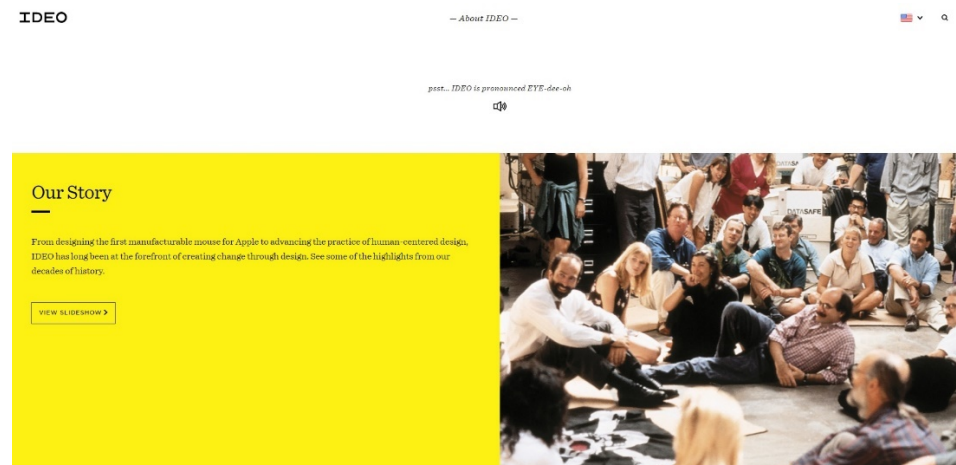 IDEO
— About IDEO —
psst... IDEO is pronounced EYE-dee-oh
Our Story
From designing the first manufacturable mouse for Apple to advancing the practice of human-centered design,
IDEO has long been at the forefront of creating change through design. See some of the highlights from our
decades of history.
VIEW SLIDESHOW
DATASAFE